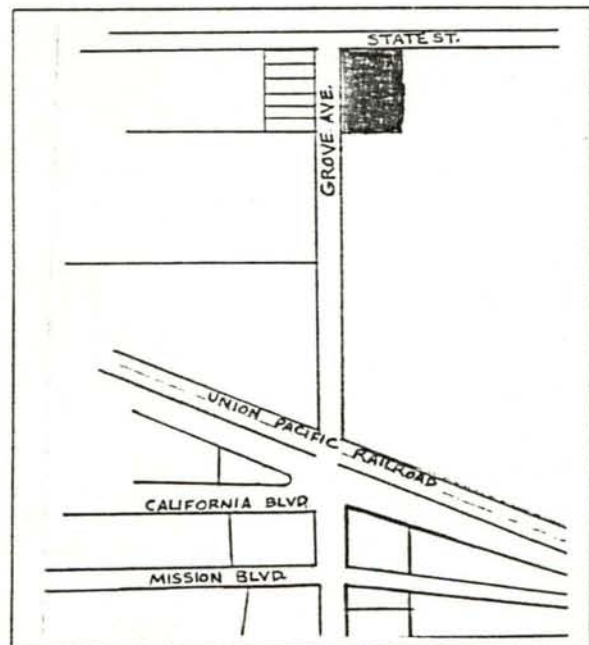 STATE ST.
GROVE AVE.
UNION PACIFIC RAILROAD
CALIFORNIA BLVD.
MISSION BLVD.